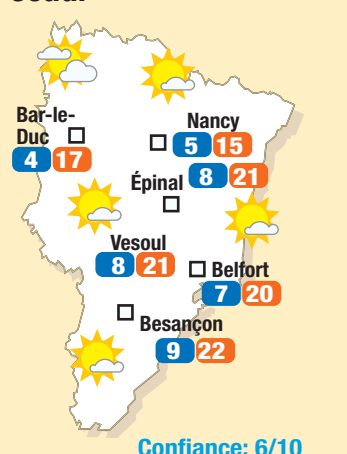 Bar-le-
Duc
4 17
Nancy
5 15
Épinal 8 21
Vesoul
8 21
Belfort
7 20
Besançon
9 22
Confiance: 6/10